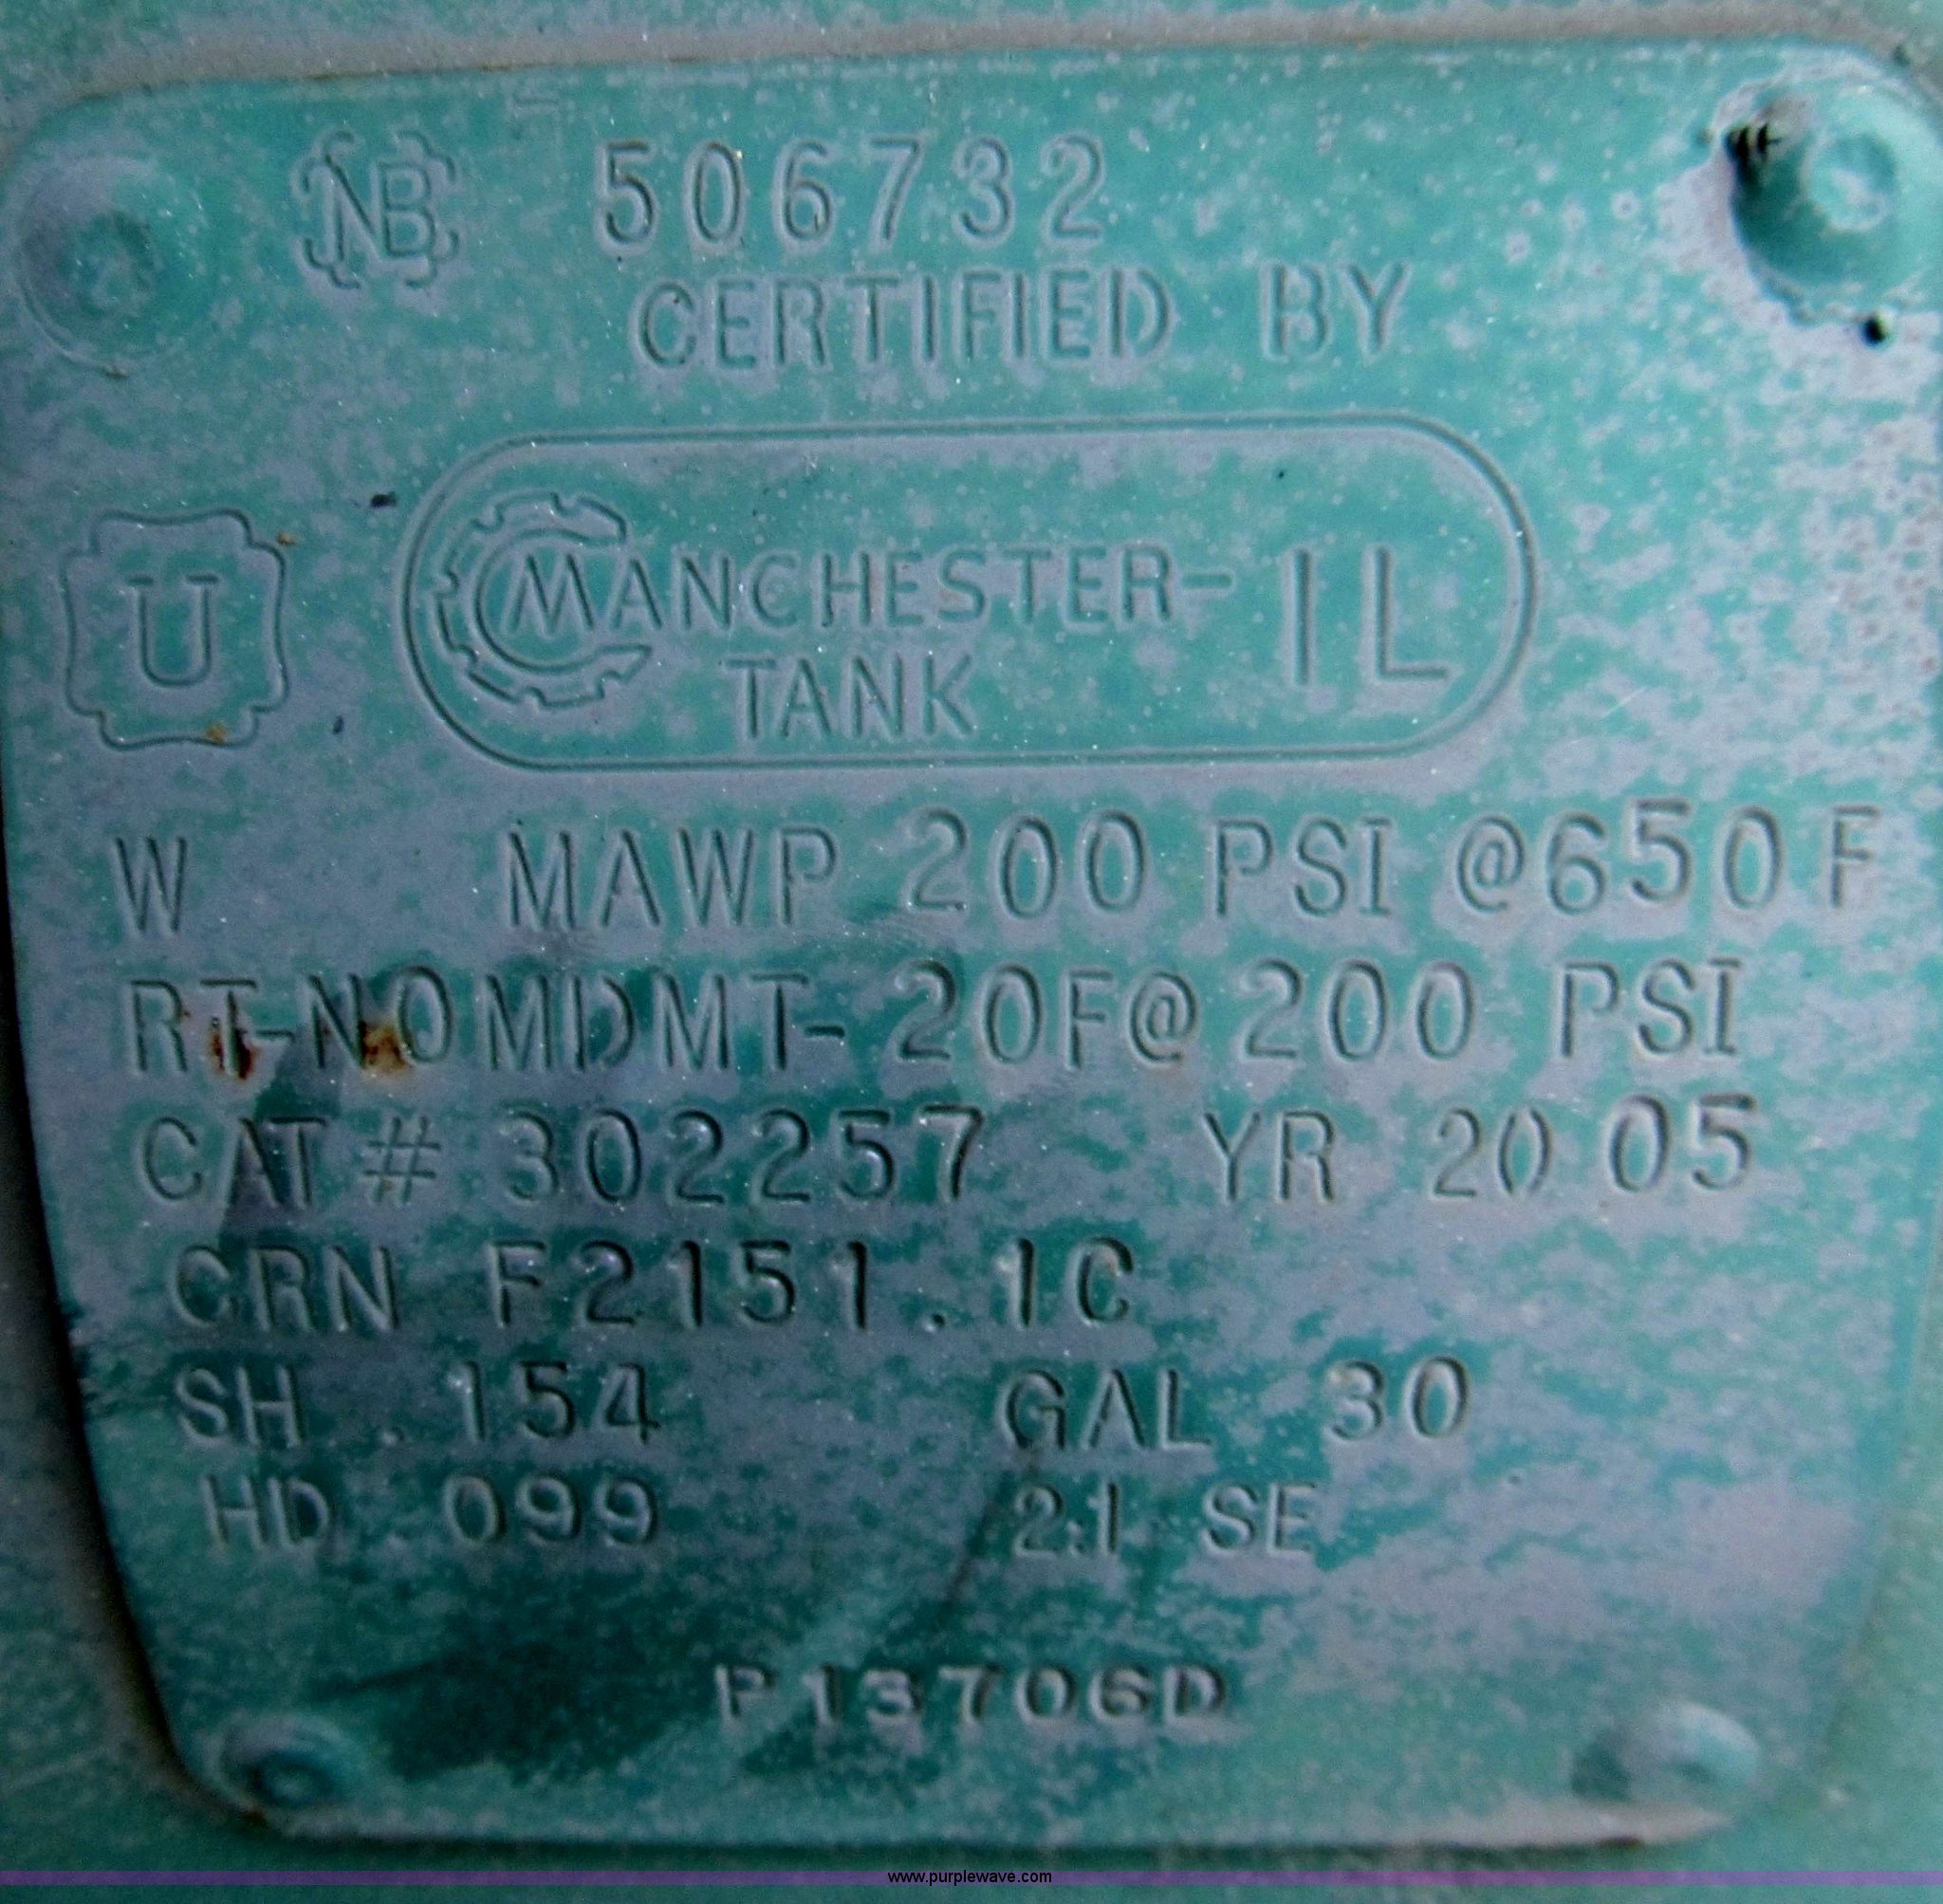 NB 506732
CERTIFIED BY
U
MANCHESTER- IL
TANK
W MAWP 200 PSI @650 F
RT-NO MDMT- 20F@ 200 PSI
CAT # 302257 YR 2005
CRN F2151.1C
SH .154 GAL 30
HD .099 2:1 SE
P13706D
www.purplewave.com